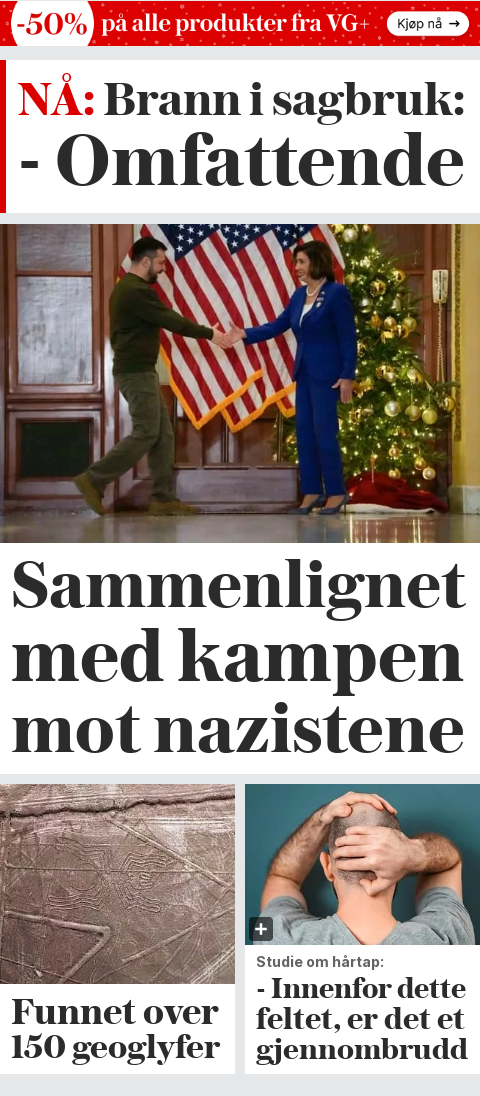 -50% på alle produkter fra VG+ Kjøp nå →
NÅ: Brann i sagbruk:
- Omfattende
Sammenlignet
med kampen
mot nazistene
Funnet over
150 geoglyfer
Studie om hårtap:
- Innenfor dette
feltet, er det et
gjennombrudd